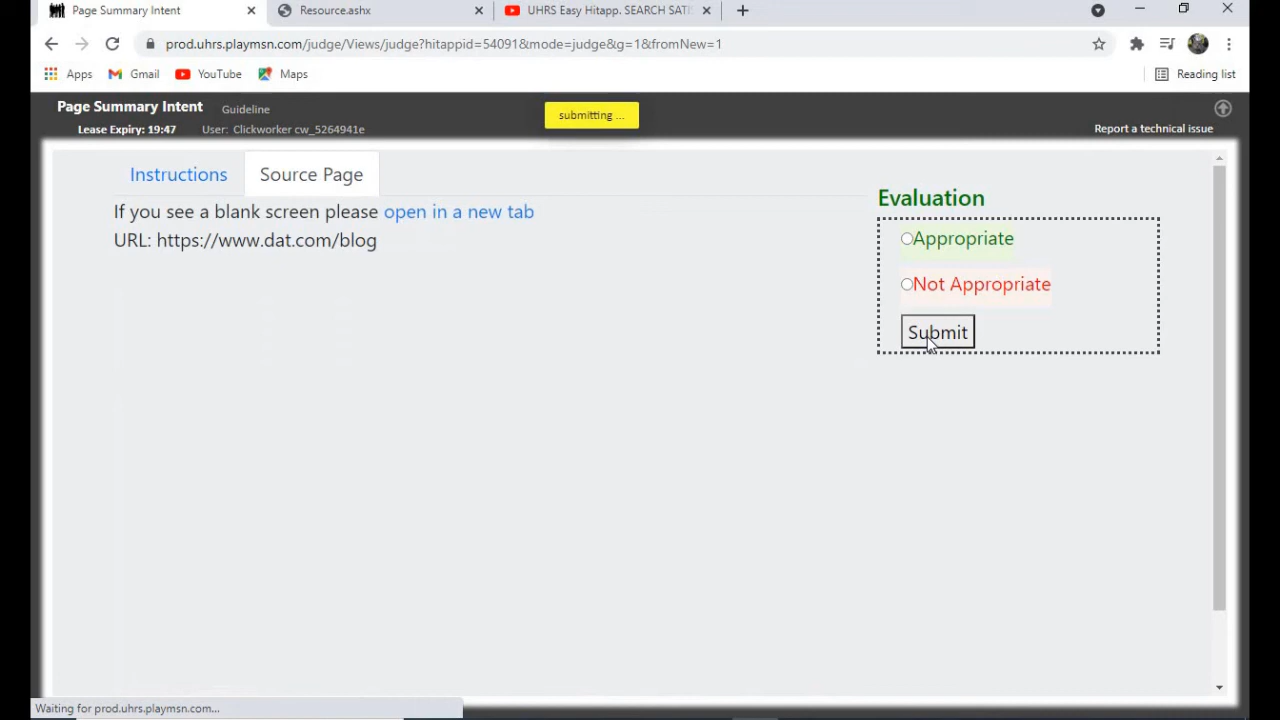 Page Summary Intent
Resource.ashx
UHRS Easy Hitapp. SEARCH SATI
prod.uhrs.playmsn.com/judge/Views/judge?hitappid=54091&mode=judge&g=1&fromNew=1
Apps
Gmail
YouTube
Maps
Reading list
Page Summary Intent
Guideline
submitting ...
Lease Expiry: 19:47
User: Clickworker cw_5264941e
Report a technical issue
Instructions
Source Page
If you see a blank screen please open in a new tab
URL: https://www.dat.com/blog
Evaluation
Appropriate
Not Appropriate
Submit
Waiting for prod.uhrs.playmsn.com...